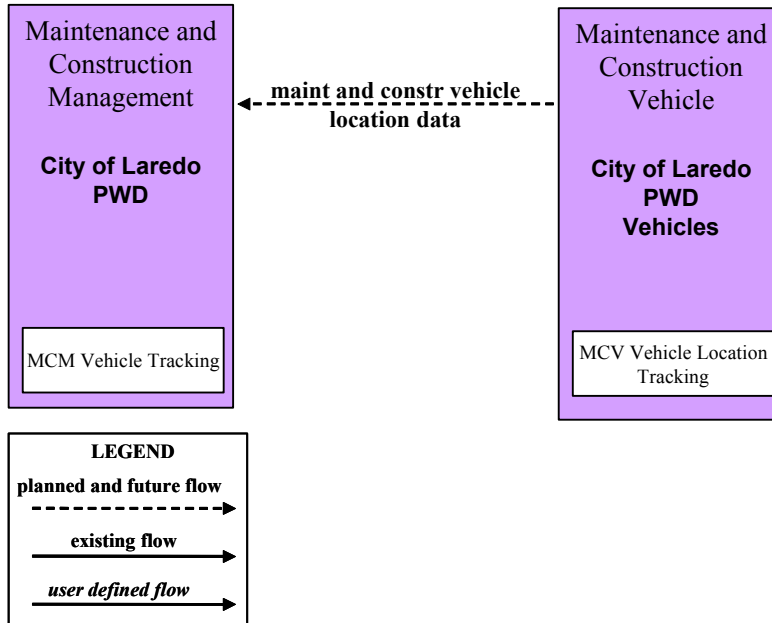 Maintenance and
Construction
Management
City of Laredo
PWD
MCM Vehicle Tracking
maint and constr vehicle
location data
Maintenance and
Construction
Vehicle
City of Laredo
PWD
Vehicles
MCV Vehicle Location
Tracking
LEGEND
planned and future flow
existing flow
user defined flow